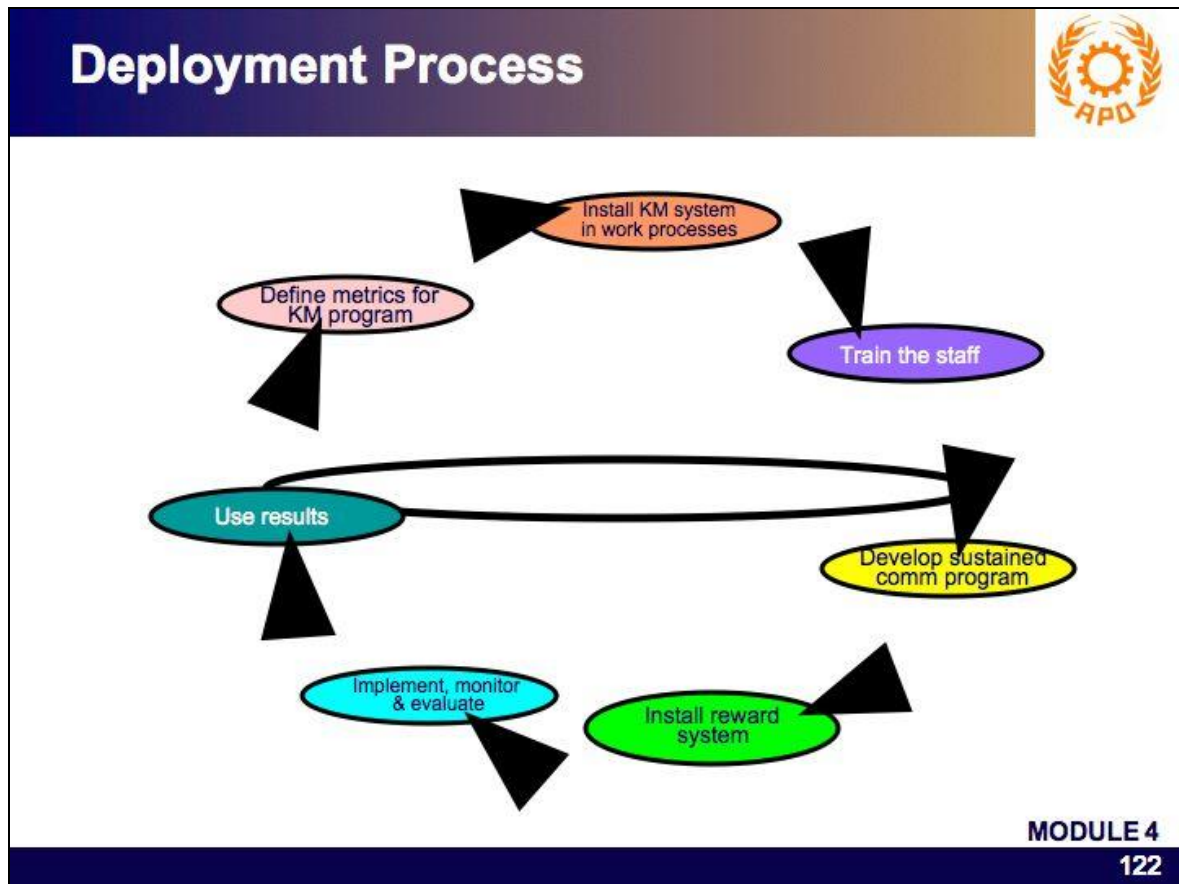 Deployment Process
APO
Install KM system
in work processes
Define metrics for
KM program
Train the staff
Use results
Develop sustained
comm program
Implement, monitor
& evaluate
Install reward
system
MODULE 4
122